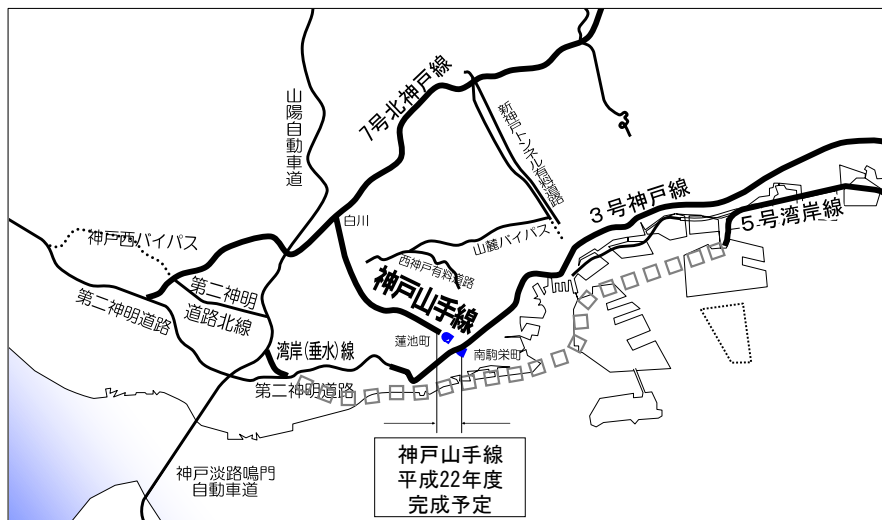 7号北神戸線
山陽自動車道
新神戸トンネル有料道路
3号神戸線
5号湾岸線
白川
山麓バイパス
神戸西バイパス
西神戸有料道路
神戸山手線
第二神明
道路北線
第二神明道路
湾岸(垂水)線
蓮池町
南駒栄町
第二神明道路
神戸淡路鳴門
自動車道
神戸山手線
平成22年度
完成予定